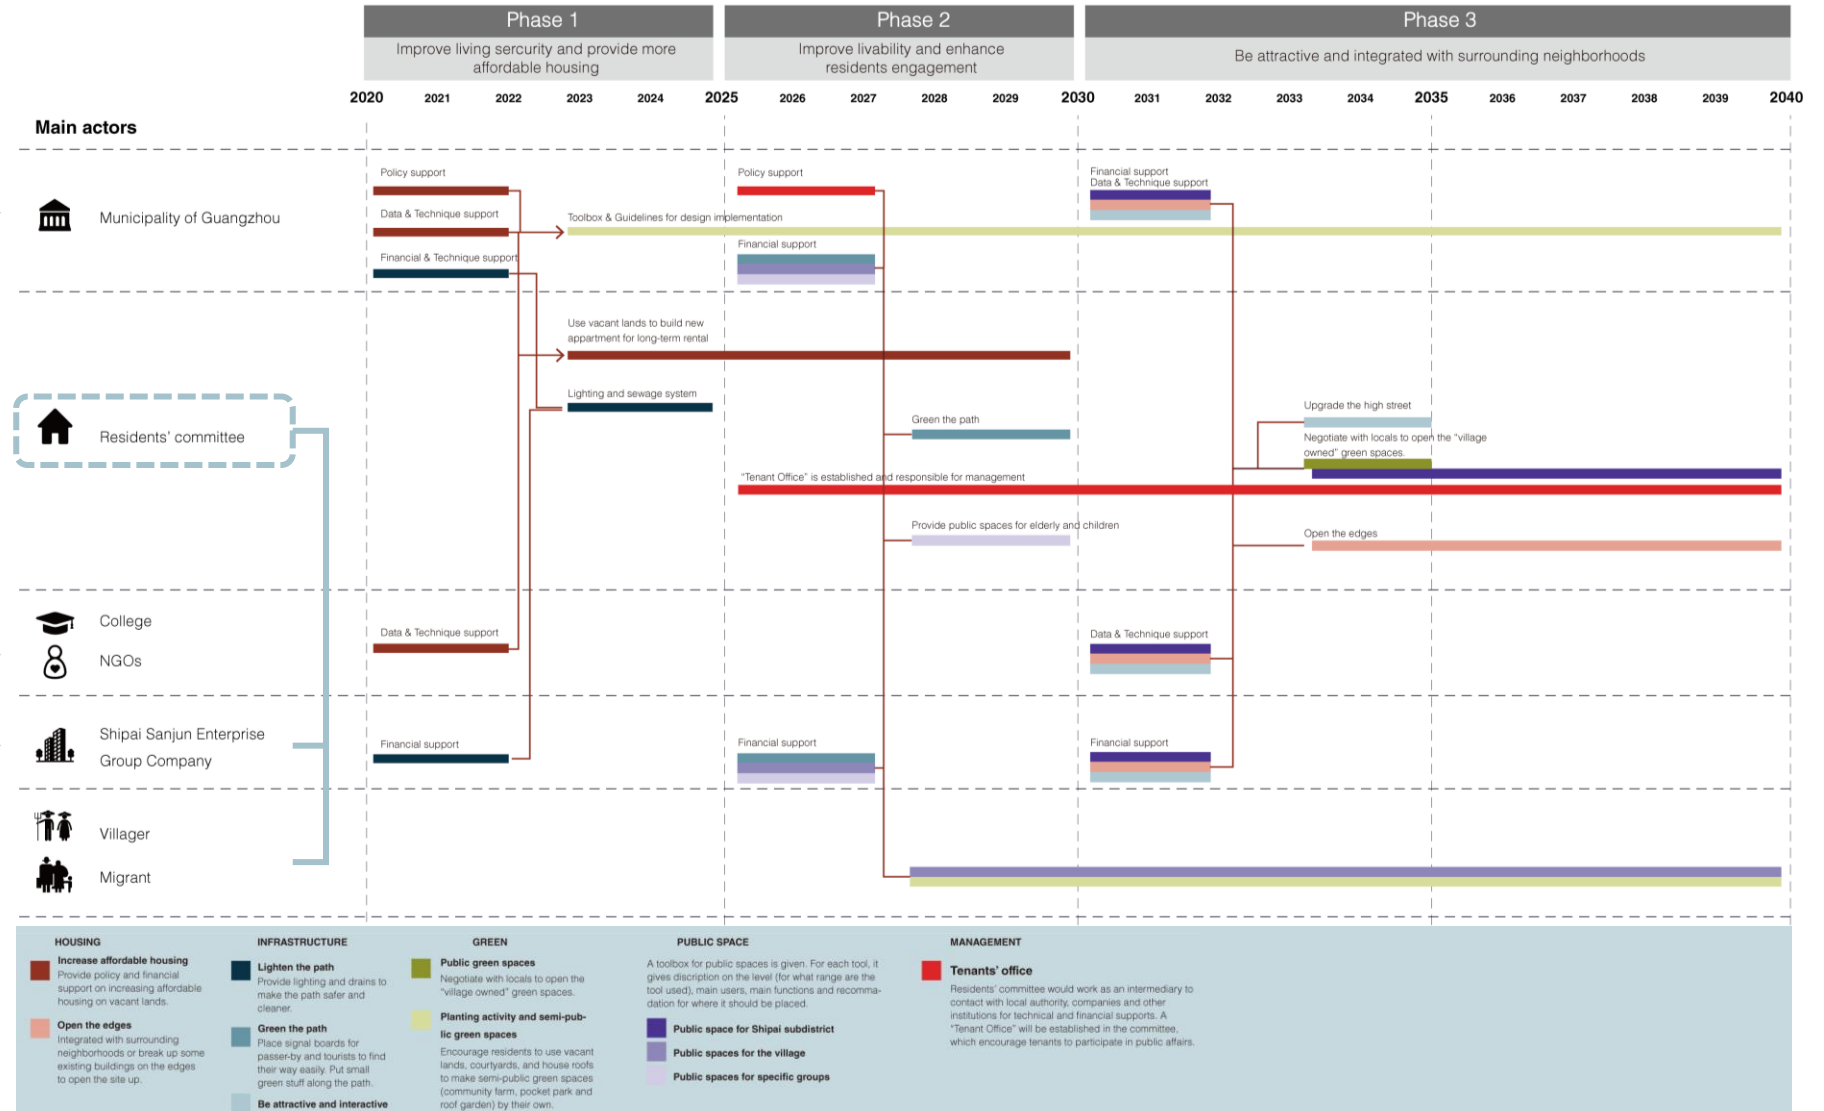 Phase 1
Phase 2
Phase 3
Improve living sercurity and provide more
affordable housing
Improve livability and enhance
residents engagement
Be attractive and integrated with surrounding neighborhoods
2020 2021 2022 2023 2024 2025 2026 2027 2028 2029 2030 2031 2032 2033 2034 2035 2036 2037 2038 2039 2040
Main actors
Municipality of Guangzhou
Policy support
Data & Technique support
Financial & Technique support
Toolbox & Guidelines for design implementation
Policy support
Financial support
Financial support
Data & Technique support
Residents' committee
Use vacant lands to build new
appartment for long-term rental
Lighting and sewage system
Green the path
"Tenant Office" is established and responsible for management
Provide public spaces for elderly and children
Upgrade the high street
Negotiate with locals to open the "village
owned" green spaces.
Open the edges
College
NGOs
Data & Technique support
Data & Technique support
Shipai Sanjun Enterprise
Group Company
Financial support
Financial support
Financial support
Villager
Migrant
HOUSING
Increase affordable housing
Provide policy and financial
support on increasing affordable
housing on vacant lands.
Open the edges
Integrated with surrounding
neighborhoods or break up some
existing buildings on the edges
to open the site up.
INFRASTRUCTURE
Lighten the path
Provide lighting and drains to
make the path safer and
cleaner.
Green the path
Place signal boards for
passer-by and tourists to find
their way easily. Put small
green stuff along the path.
Be attractive and interactive
GREEN
Public green spaces
Negotiate with locals to open the
"village owned" green spaces.
Planting activity and semi-pub-
lic green spaces
Encourage residents to use vacant
lands, courtyards, and house roofs
to make semi-public green spaces
(community farm, pocket park and
roof garden) by their own.
PUBLIC SPACE
A toolbox for public spaces is given. For each tool, it
gives discription on the level (for what range are the
tool used), main users, main functions and recomma-
dation for where it should be placed.
Public space for Shipai subdistrict
Public spaces for the village
Public spaces for specific groups
MANAGEMENT
Tenants' office
Residents' committee would work as an intermediary to
contact with local authority, companies and other
institutions for technical and financial supports. A
"Tenant Office" will be established in the committee,
which encourage tenants to participate in public affairs.